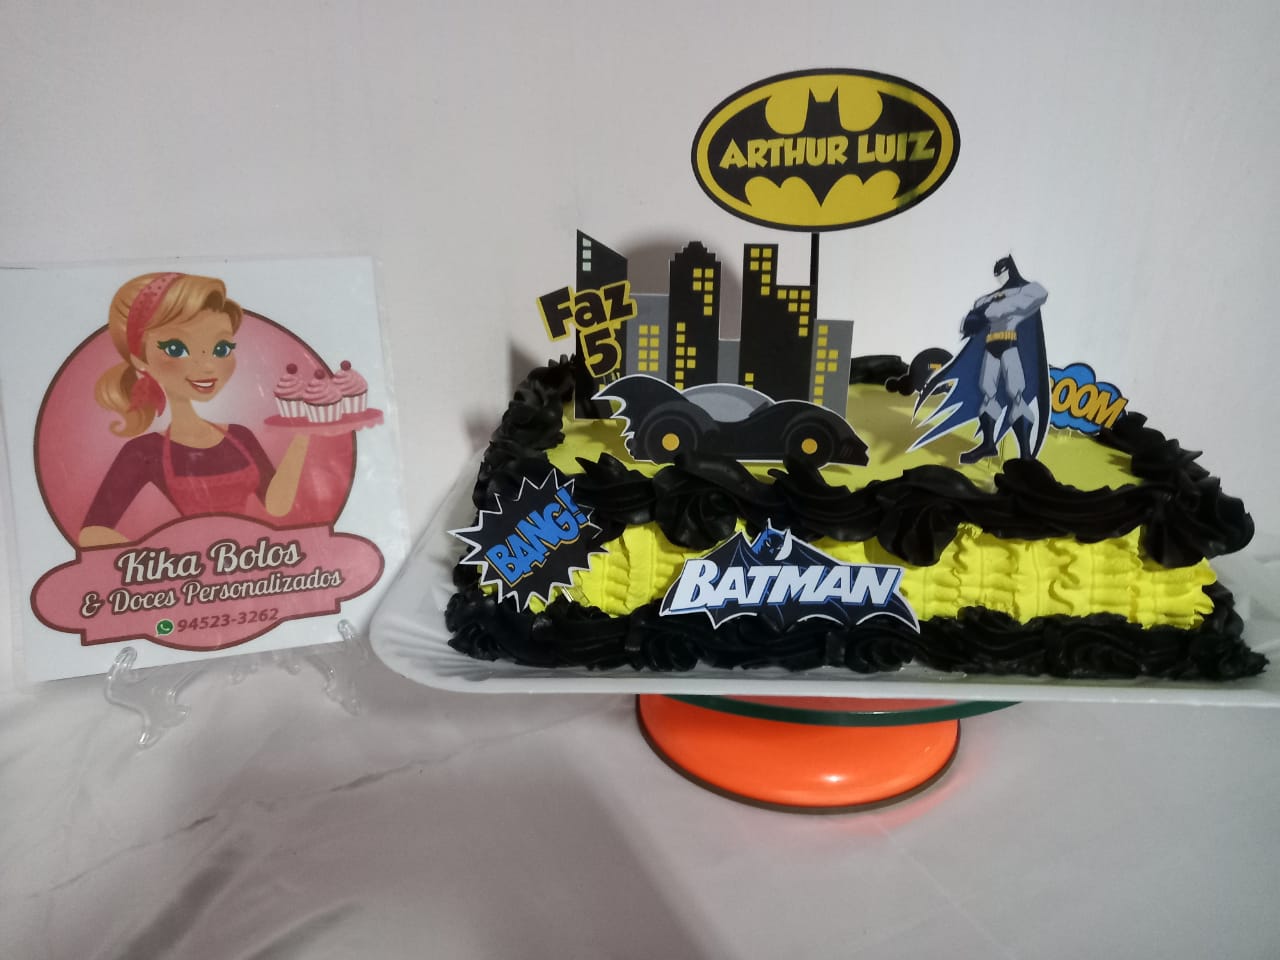 ARTHUR LUIZ
Faz
5
BOOM
BANG!
BATMAN
Kika Bolos
& Doces Personalizados
94523-3262